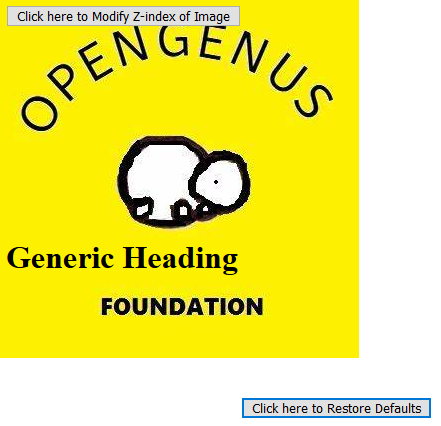 Click here to Modify Z-index of Image
OPENGENUS
Generic Heading
FOUNDATION
Click here to Restore Defaults